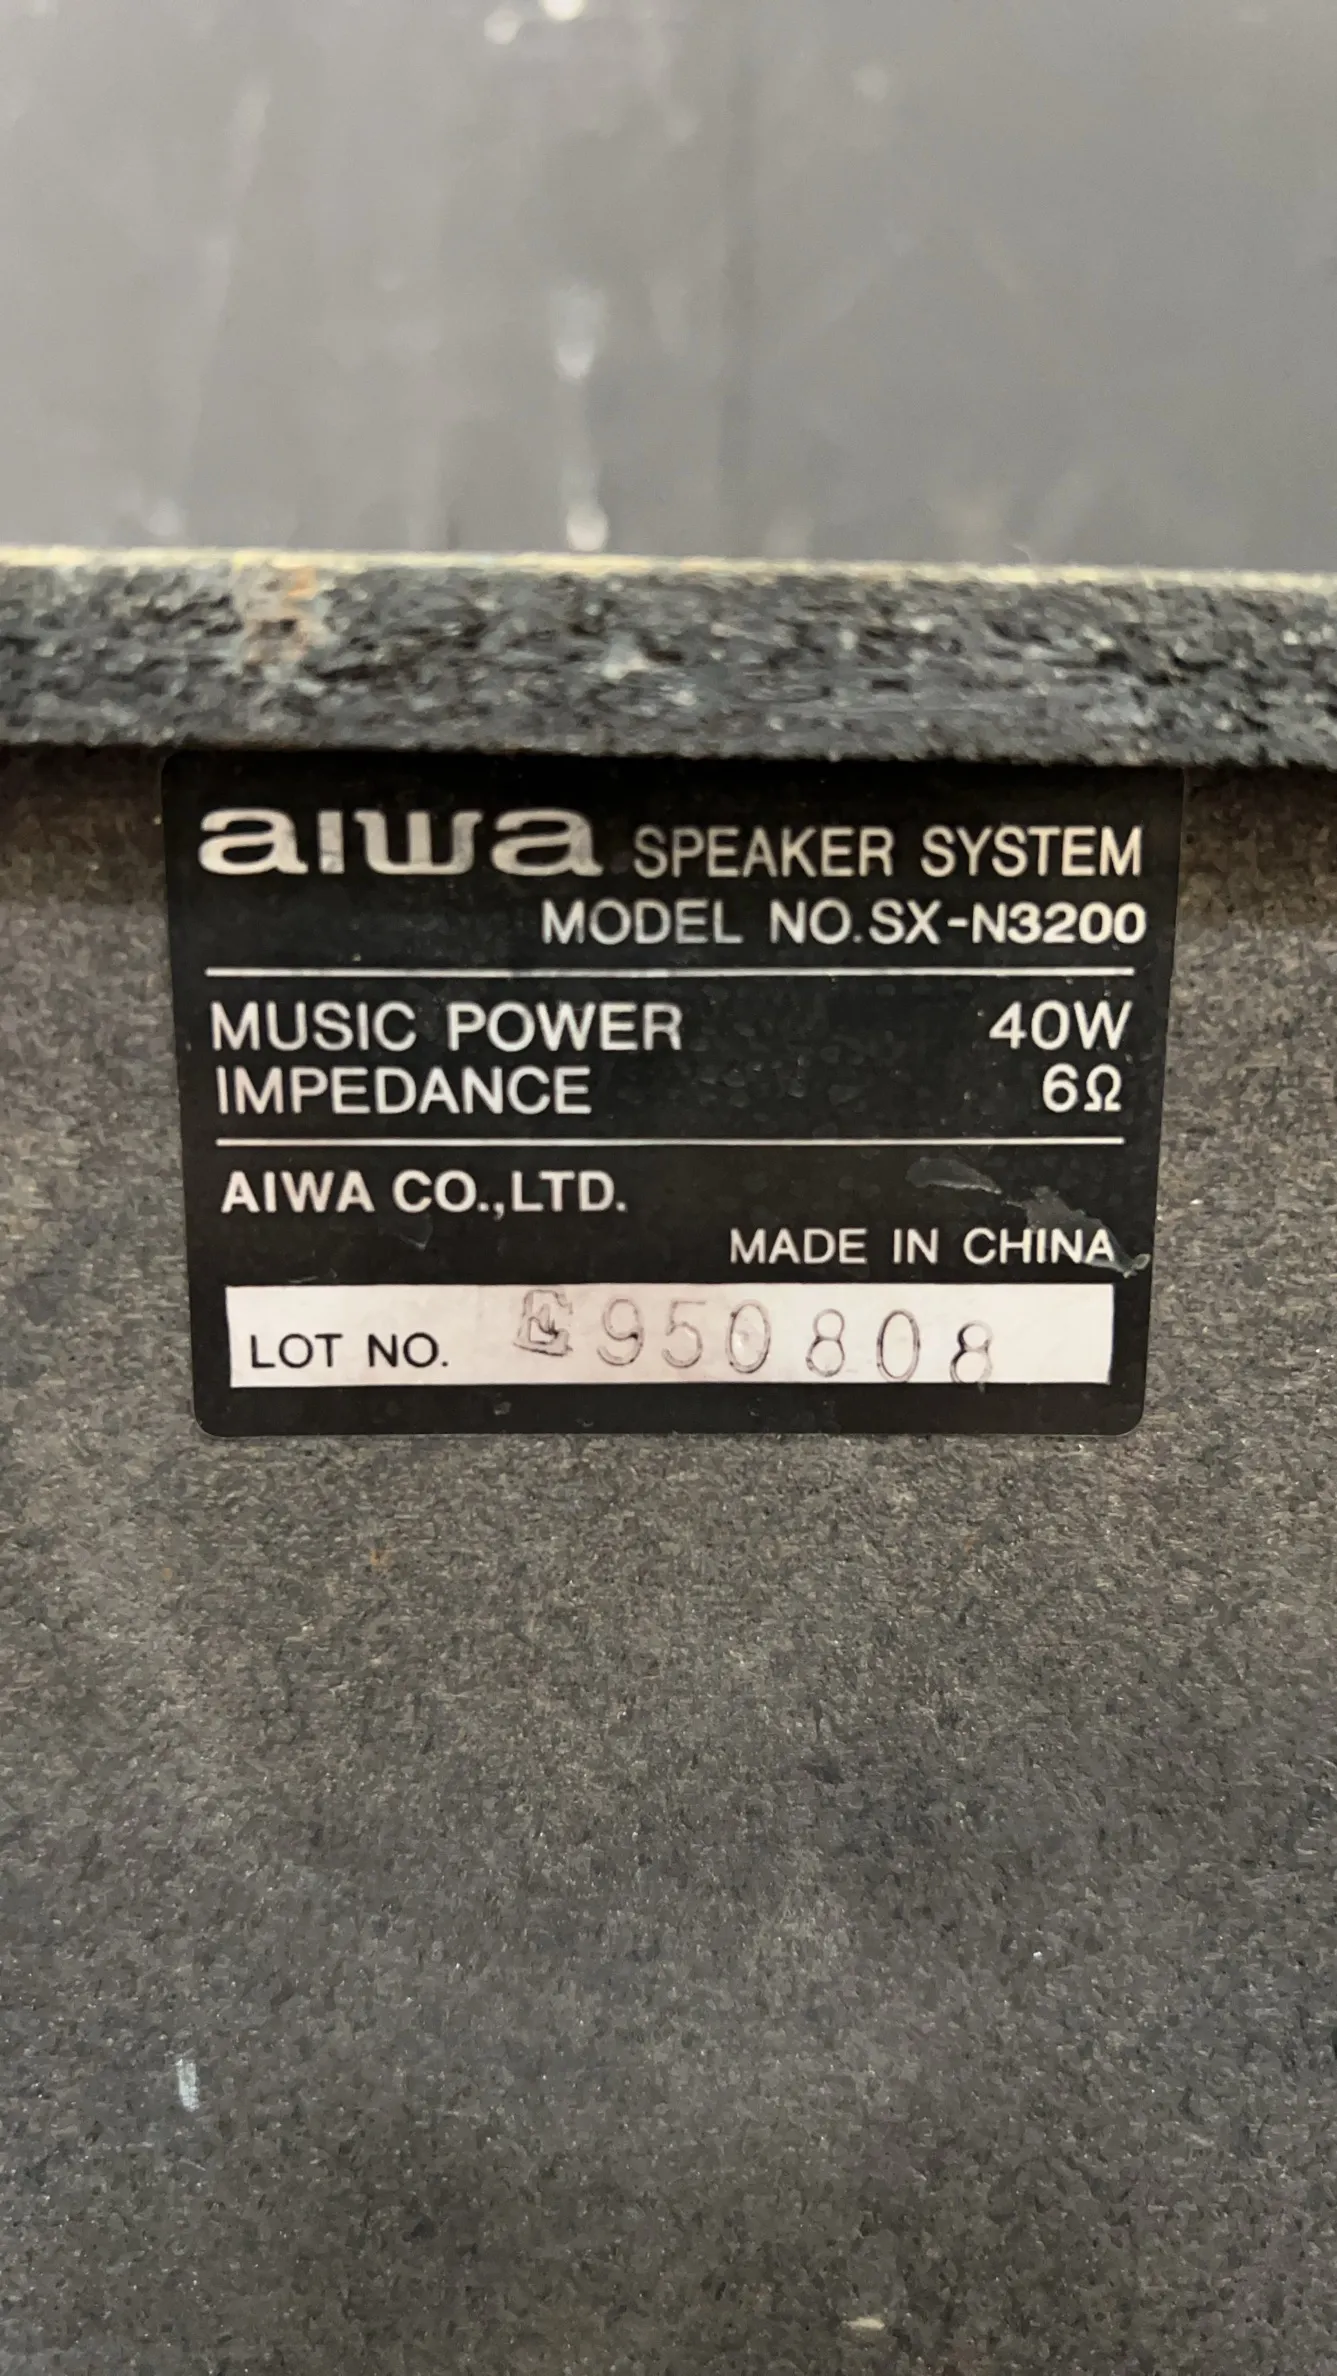 aiwa SPEAKER SYSTEM
MODEL NO.SX-N3200
MUSIC POWER 40W
IMPEDANCE 6Ω
AIWA CO.,LTD.
MADE IN CHINA
LOT NO. E950808